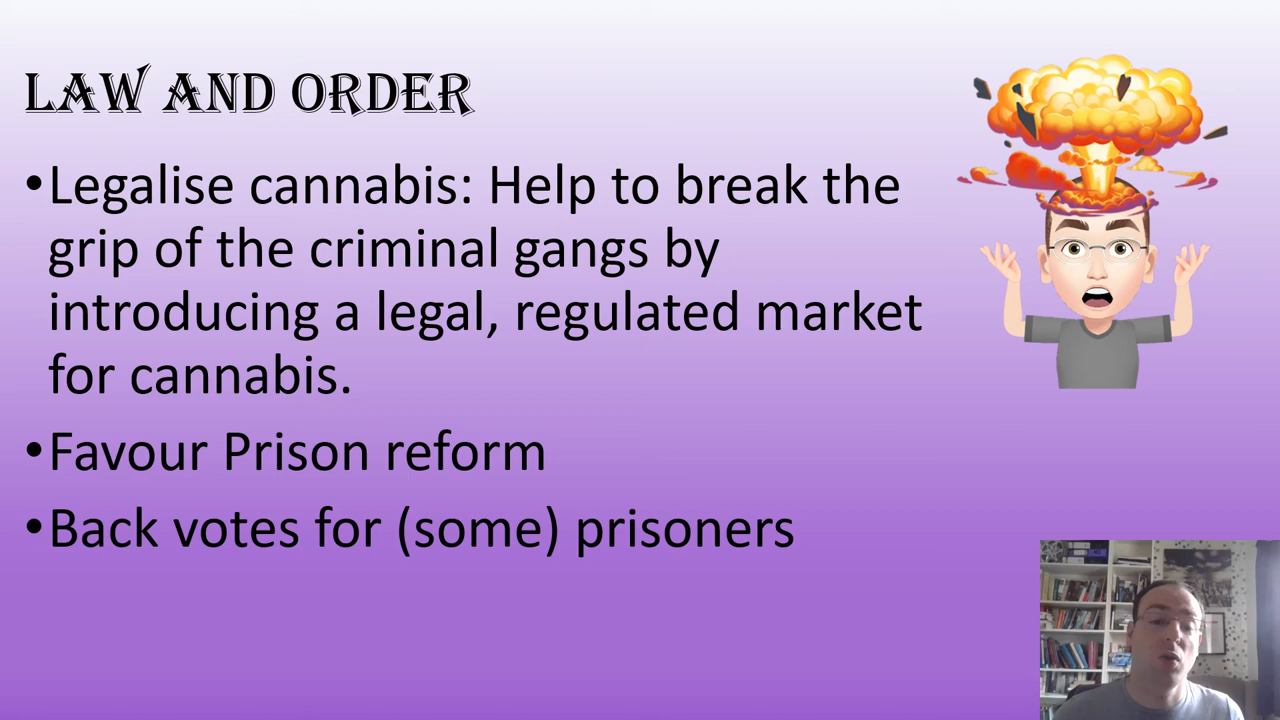 LAW AND ORDER
•Legalise cannabis: Help to break the
grip of the criminal gangs by
introducing a legal, regulated market
for cannabis.
•Favour Prison reform
•Back votes for (some) prisoners